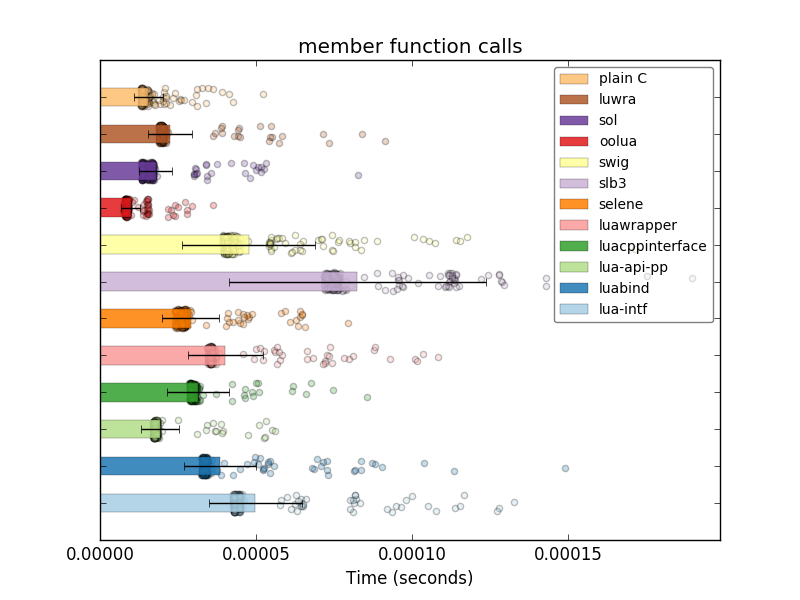 member function calls
plain C
luwra
sol
oolua
swig
slb3
selene
luawrapper
luacppinterface
lua-api-pp
luabind
lua-intf
0.00000 0.00005 0.00010 0.00015
Time (seconds)